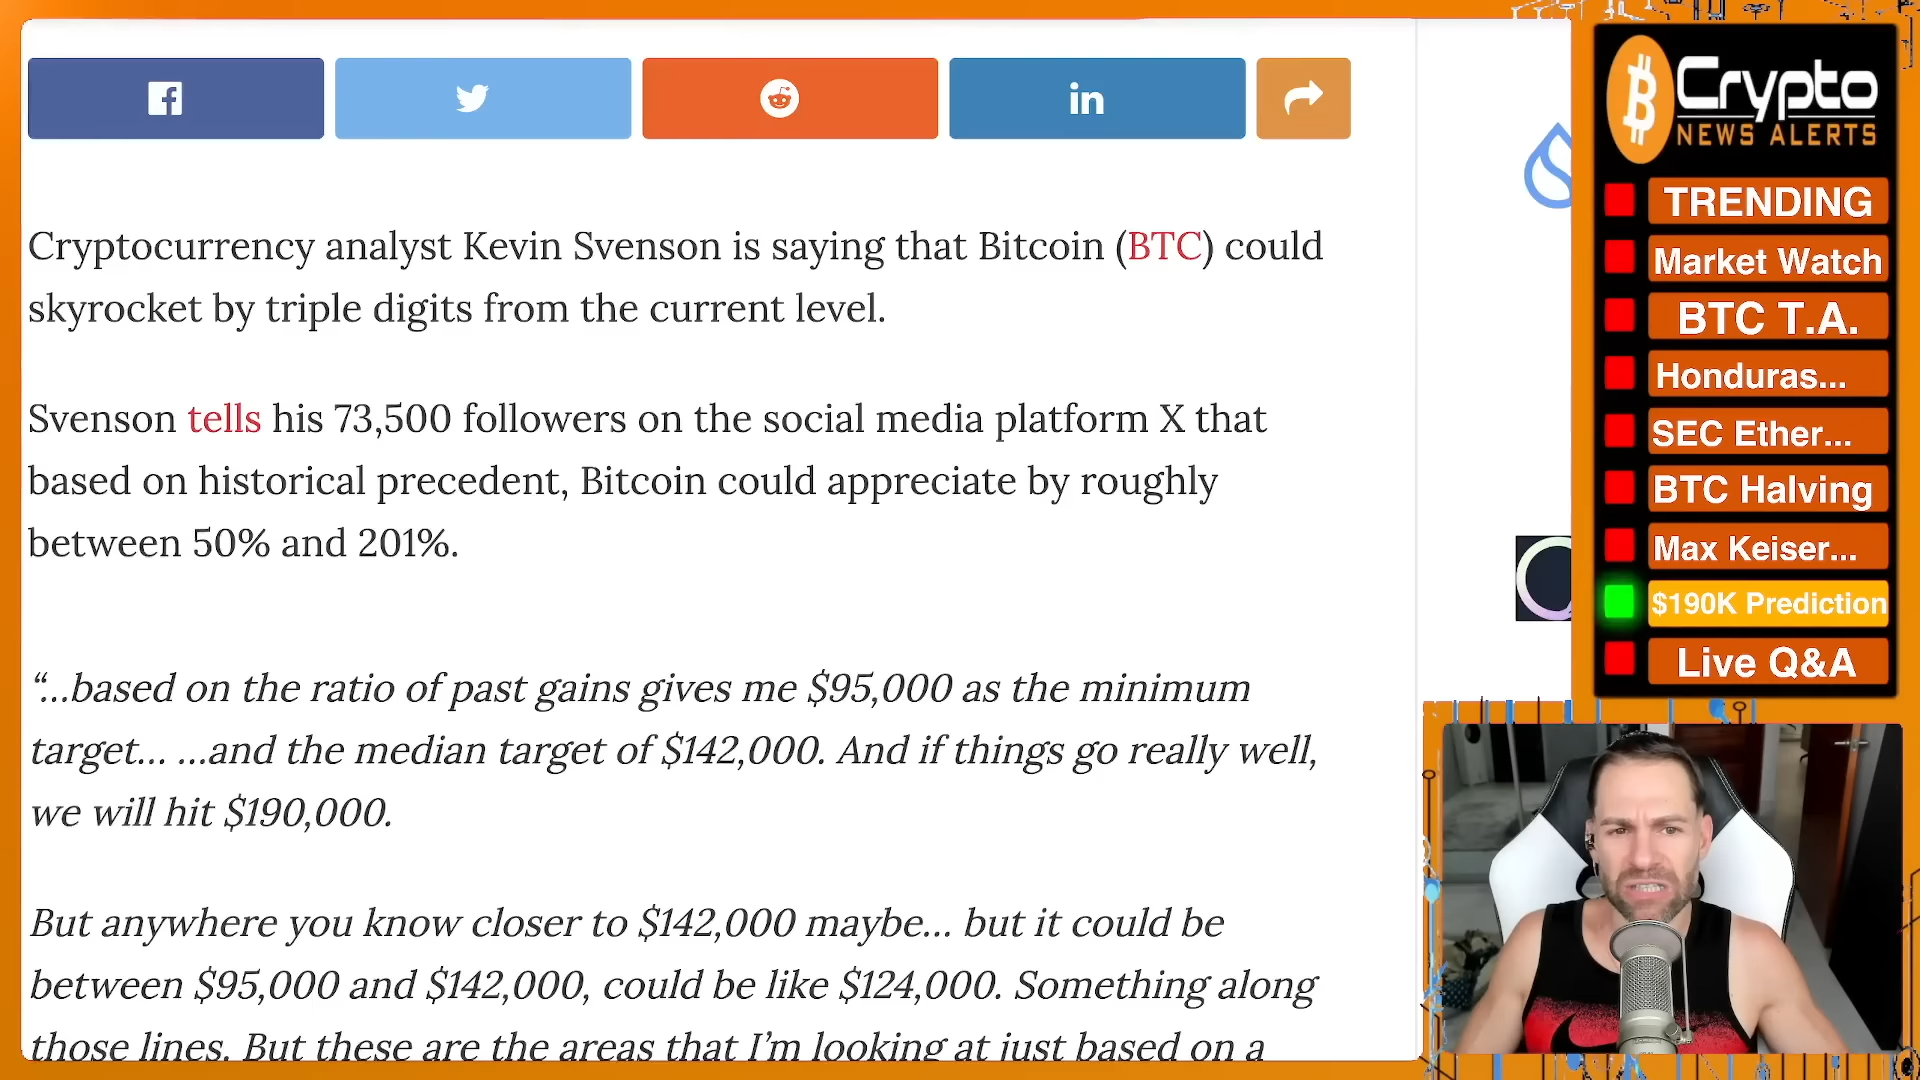 Cryptocurrency analyst Kevin Svenson is saying that Bitcoin (BTC) could
skyrocket by triple digits from the current level.
Svenson tells his 73,500 followers on the social media platform X that
based on historical precedent, Bitcoin could appreciate by roughly
between 50% and 201%.
“…based on the ratio of past gains gives me $95,000 as the minimum
target… …and the median target of $142,000. And if things go really well,
we will hit $190,000.
But anywhere you know closer to $142,000 maybe… but it could be
between $95,000 and $142,000, could be like $124,000. Something along
those lines. But these are the areas that I’m looking at just based on a
Crypto
NEWS ALERTS
TRENDING
Market Watch
BTC T.A.
Honduras...
SEC Ether...
BTC Halving
Max Keiser...
$190K Prediction
Live Q&A